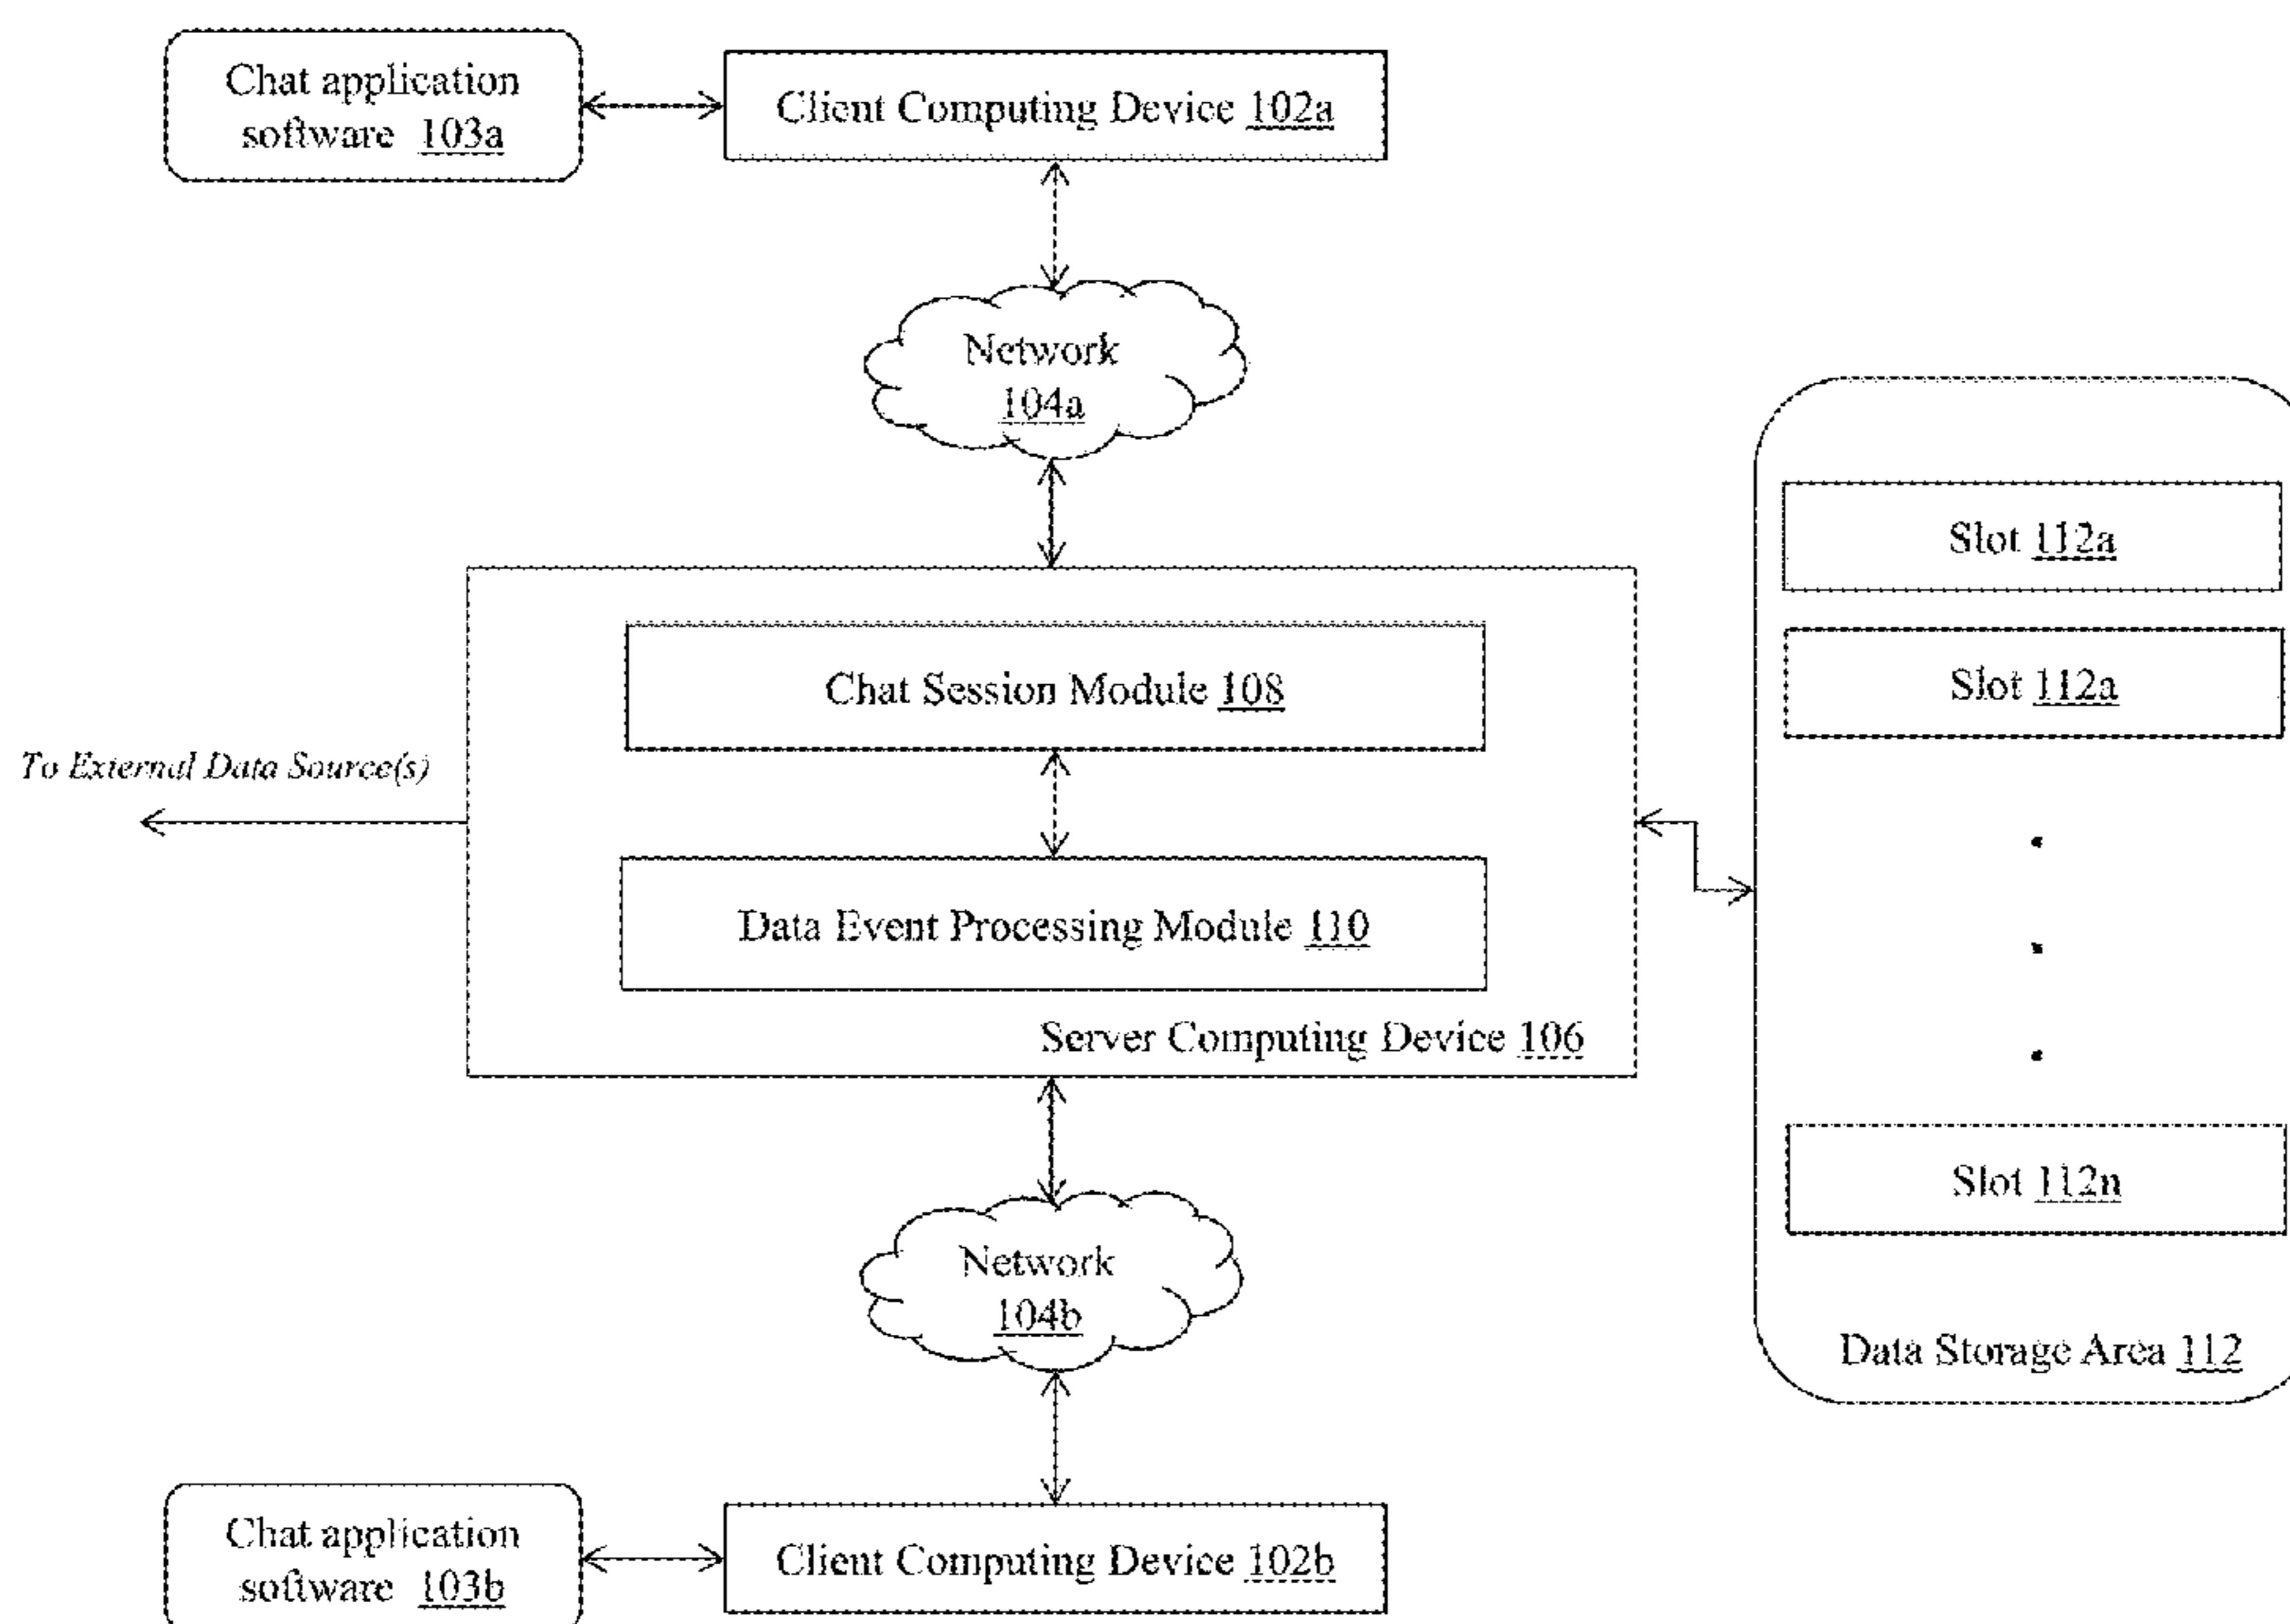 Chat application
software 103a
Client Computing Device 102a
Network
104a
Slot 112a
Chat Session Module 108
Slot 112a
To External Data Source(s)
Data Event Processing Module 110
Server Computing Device 106
Slot 112n
Network
104b
Data Storage Area 112
Chat application
software 103b
Client Computing Device 102b